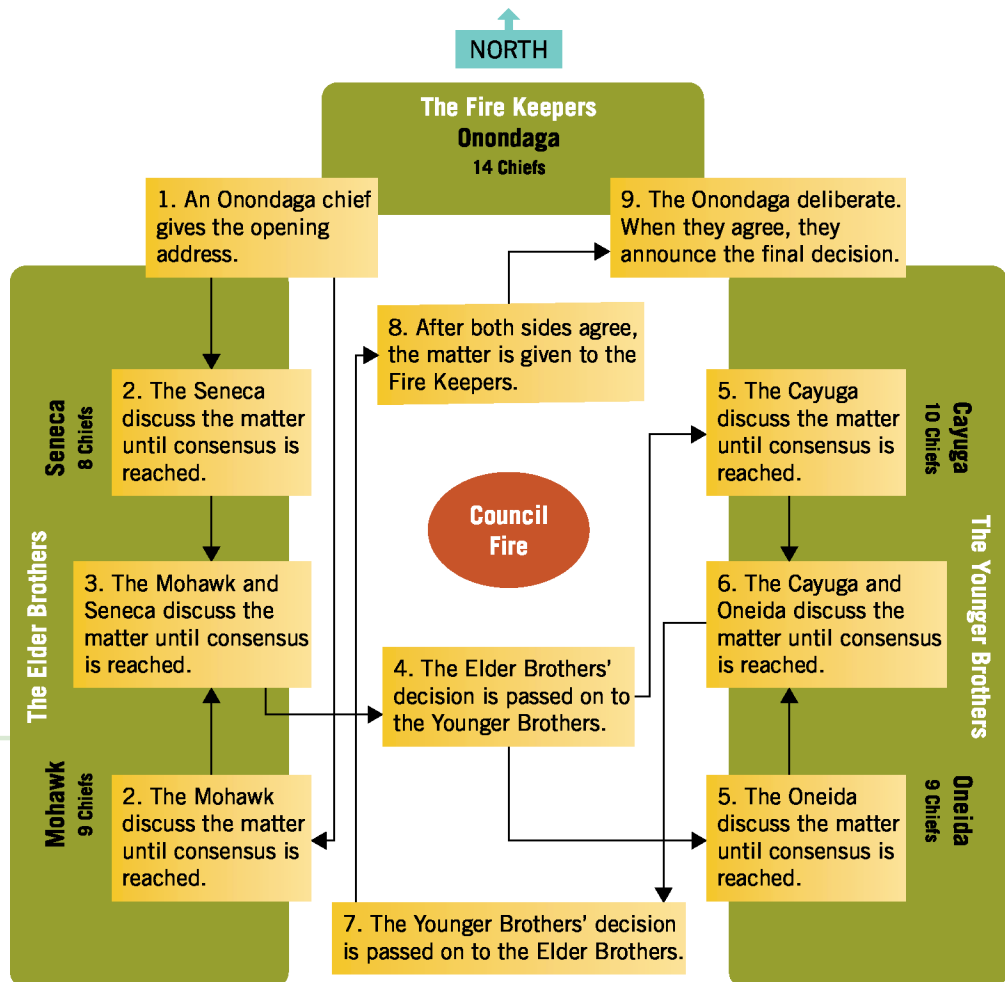 NORTH
The Fire Keepers
Onondaga
14 Chiefs
1. An Onondaga chief
gives the opening
address.
9. The Onondaga deliberate.
When they agree, they
announce the final decision.
8. After both sides agree,
the matter is given to the
Fire Keepers.
The Elder Brothers
Seneca
8 Chiefs
2. The Seneca
discuss the matter
until consensus is
reached.
5. The Cayuga
discuss the matter
until consensus is
reached.
Cayuga
10 Chiefs
The Younger Brothers
Council
Fire
3. The Mohawk and
Seneca discuss the
matter until consensus
is reached.
6. The Cayuga and
Oneida discuss the
matter until consensus
is reached.
4. The Elder Brothers’
decision is passed on to
the Younger Brothers.
Mohawk
9 Chiefs
2. The Mohawk
discuss the matter
until consensus is
reached.
5. The Oneida
discuss the matter
until consensus is
reached.
Oneida
9 Chiefs
7. The Younger Brothers’ decision
is passed on to the Elder Brothers.